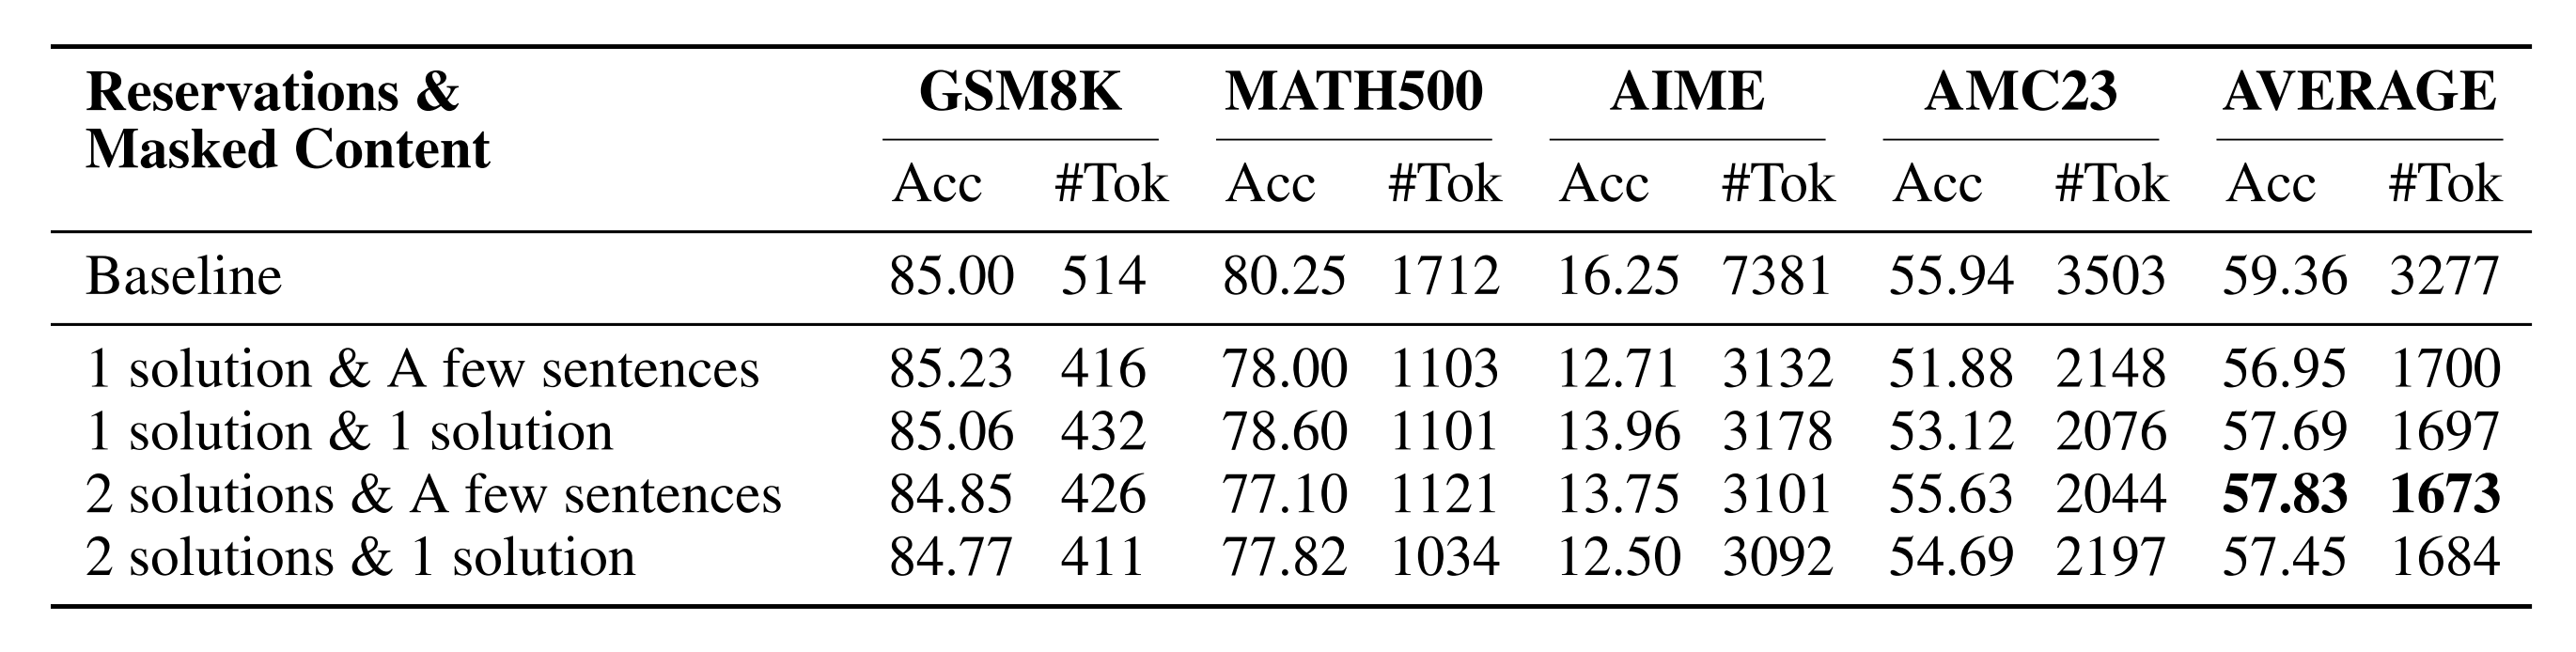 Reservations & GSM8K MATH500 AIME AMC23 AVERAGE
Masked Content
Acc #Tok Acc #Tok Acc #Tok Acc #Tok Acc #Tok
Baseline 85.00 514 80.25 1712 16.25 7381 55.94 3503 59.36 3277
1 solution & A few sentences 85.23 416 78.00 1103 12.71 3132 51.88 2148 56.95 1700
1 solution & 1 solution 85.06 432 78.60 1101 13.96 3178 53.12 2076 57.69 1697
2 solutions & A few sentences 84.85 426 77.10 1121 13.75 3101 55.63 2044 57.83 1673
2 solutions & 1 solution 84.77 411 77.82 1034 12.50 3092 54.69 2197 57.45 1684